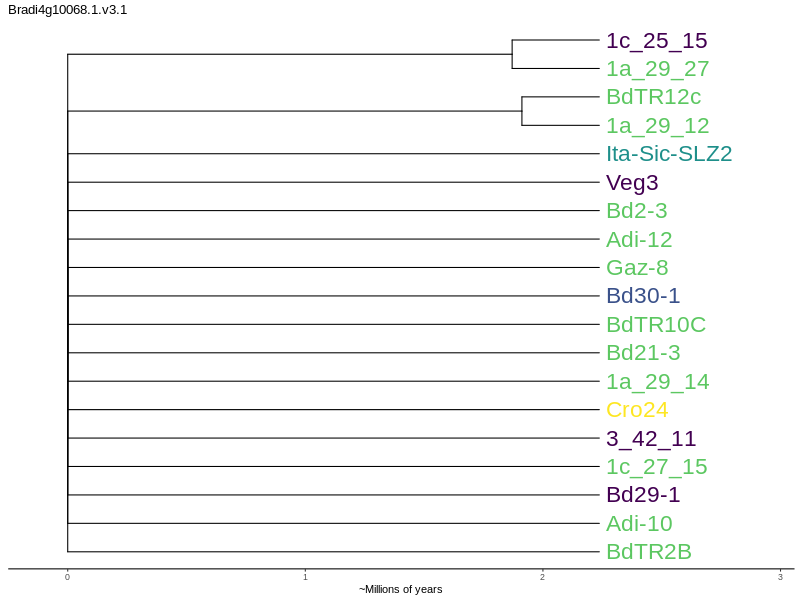 Bradi4g10068.1.v3.1
1c_25_15
1a_29_27
BdTR12c
1a_29_12
Ita-Sic-SLZ2
Veg3
Bd2-3
Adi-12
Gaz-8
Bd30-1
BdTR10C
Bd21-3
1a_29_14
Cro24
3_42_11
1c_27_15
Bd29-1
Adi-10
BdTR2B
0 1 2 3
~Millions of years